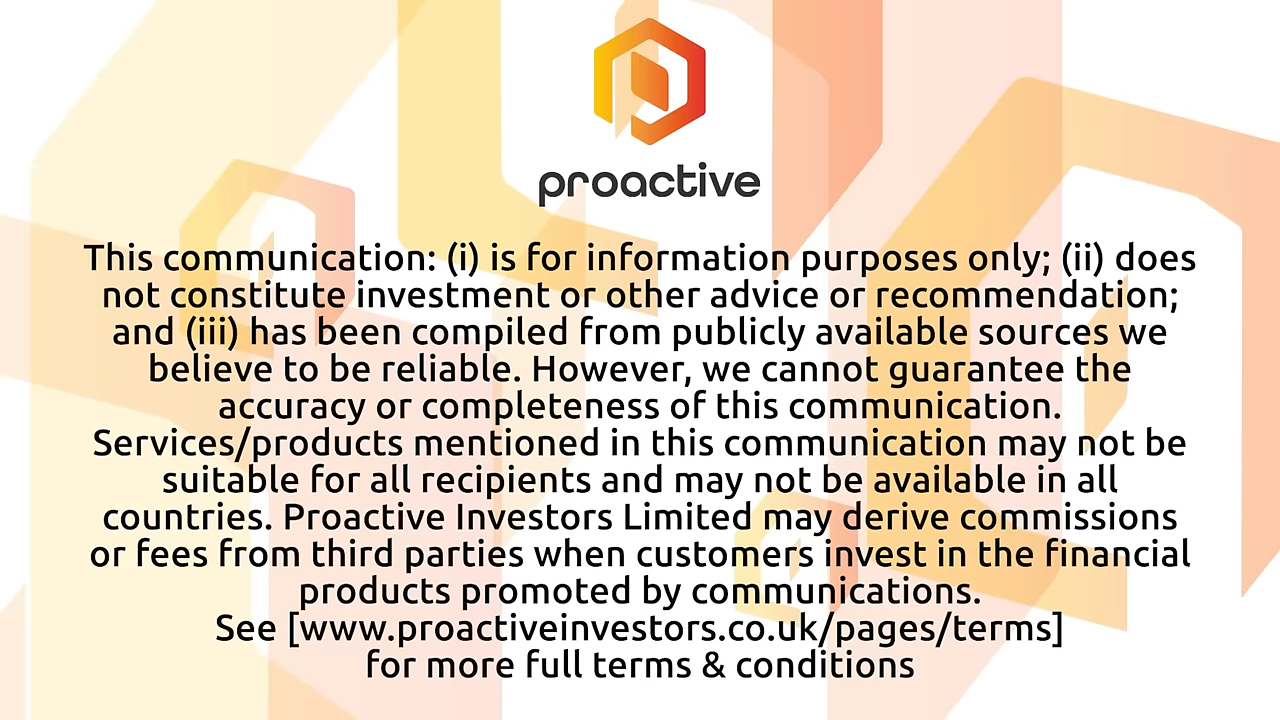 proactive
This communication: (i) is for information purposes only; (ii) does
not constitute investment or other advice or recommendation;
and (iii) has been compiled from publicly available sources we
believe to be reliable. However, we cannot guarantee the
accuracy or completeness of this communication.
Services/products mentioned in this communication may not be
suitable for all recipients and may not be available in all
countries. Proactive Investors Limited may derive commissions
or fees from third parties when customers invest in the financial
products promoted by communications.
See [www.proactiveinvestors.co.uk/pages/terms]
for more full terms & conditions